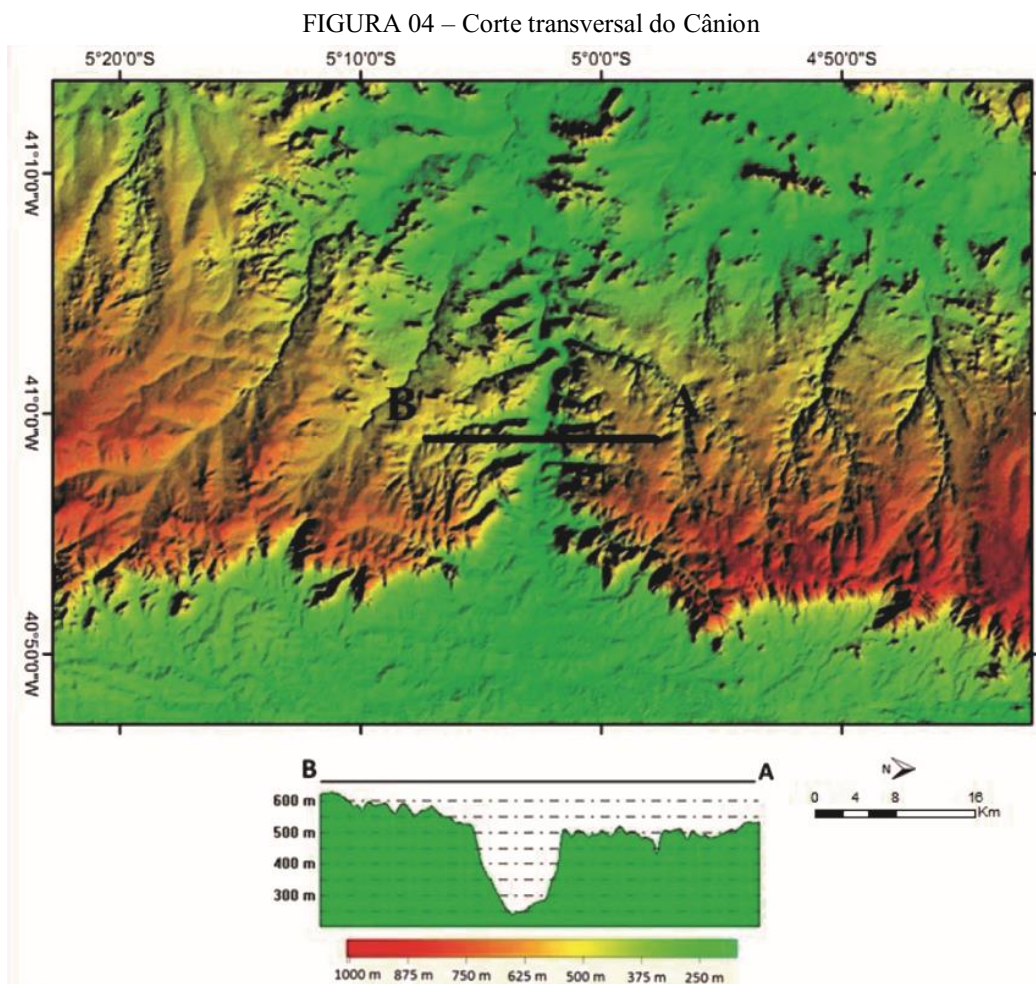 FIGURA 04 – Corte transversal do Cânion
5°20'0"S 5°10'0"S 5°0'0"S 4°50'0"S
41°10'0"W
41°0'0"W
40°50'0"W
B A
B A
600 m
500 m
400 m
300 m
N
0 4 8 16
Km
1000 m 875 m 750 m 625 m 500 m 375 m 250 m